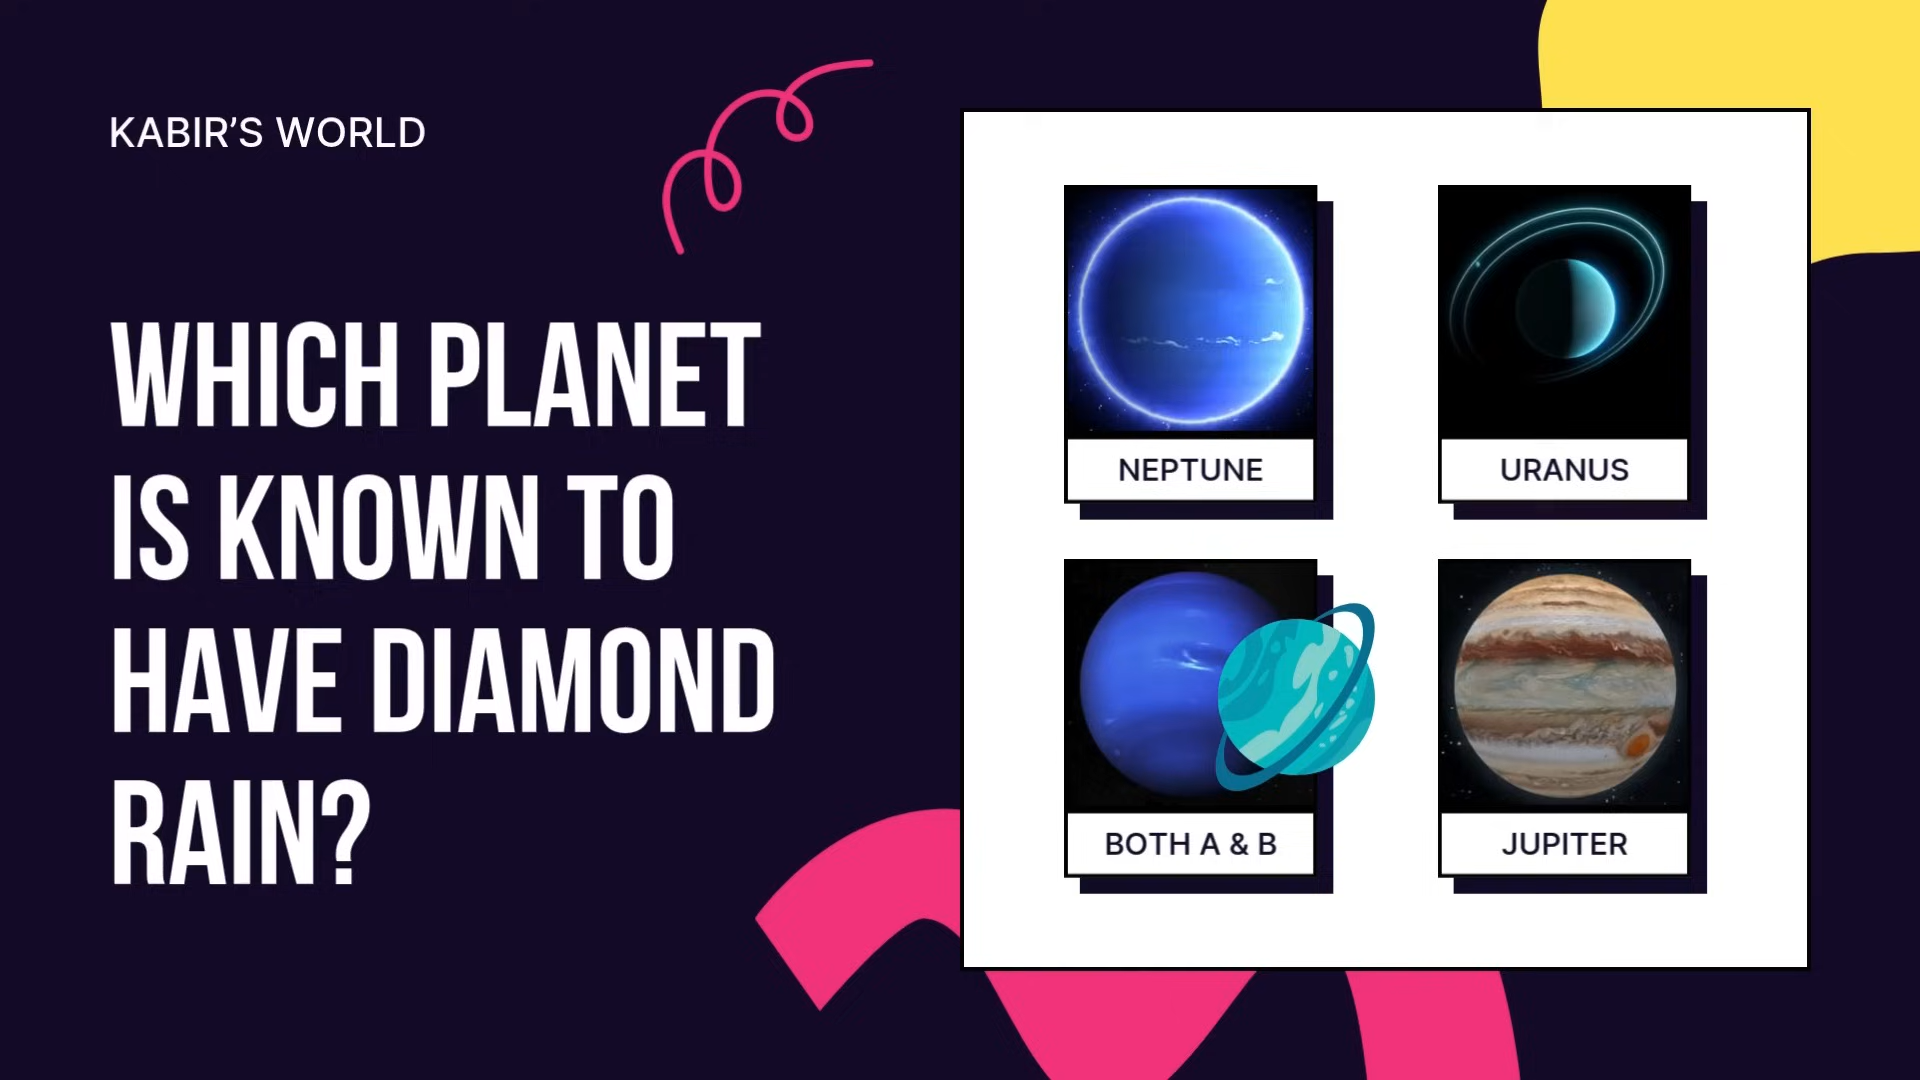 KABIR’S WORLD
WHICH PLANET
IS KNOWN TO
HAVE DIAMOND
RAIN?
NEPTUNE
URANUS
BOTH A & B
JUPITER